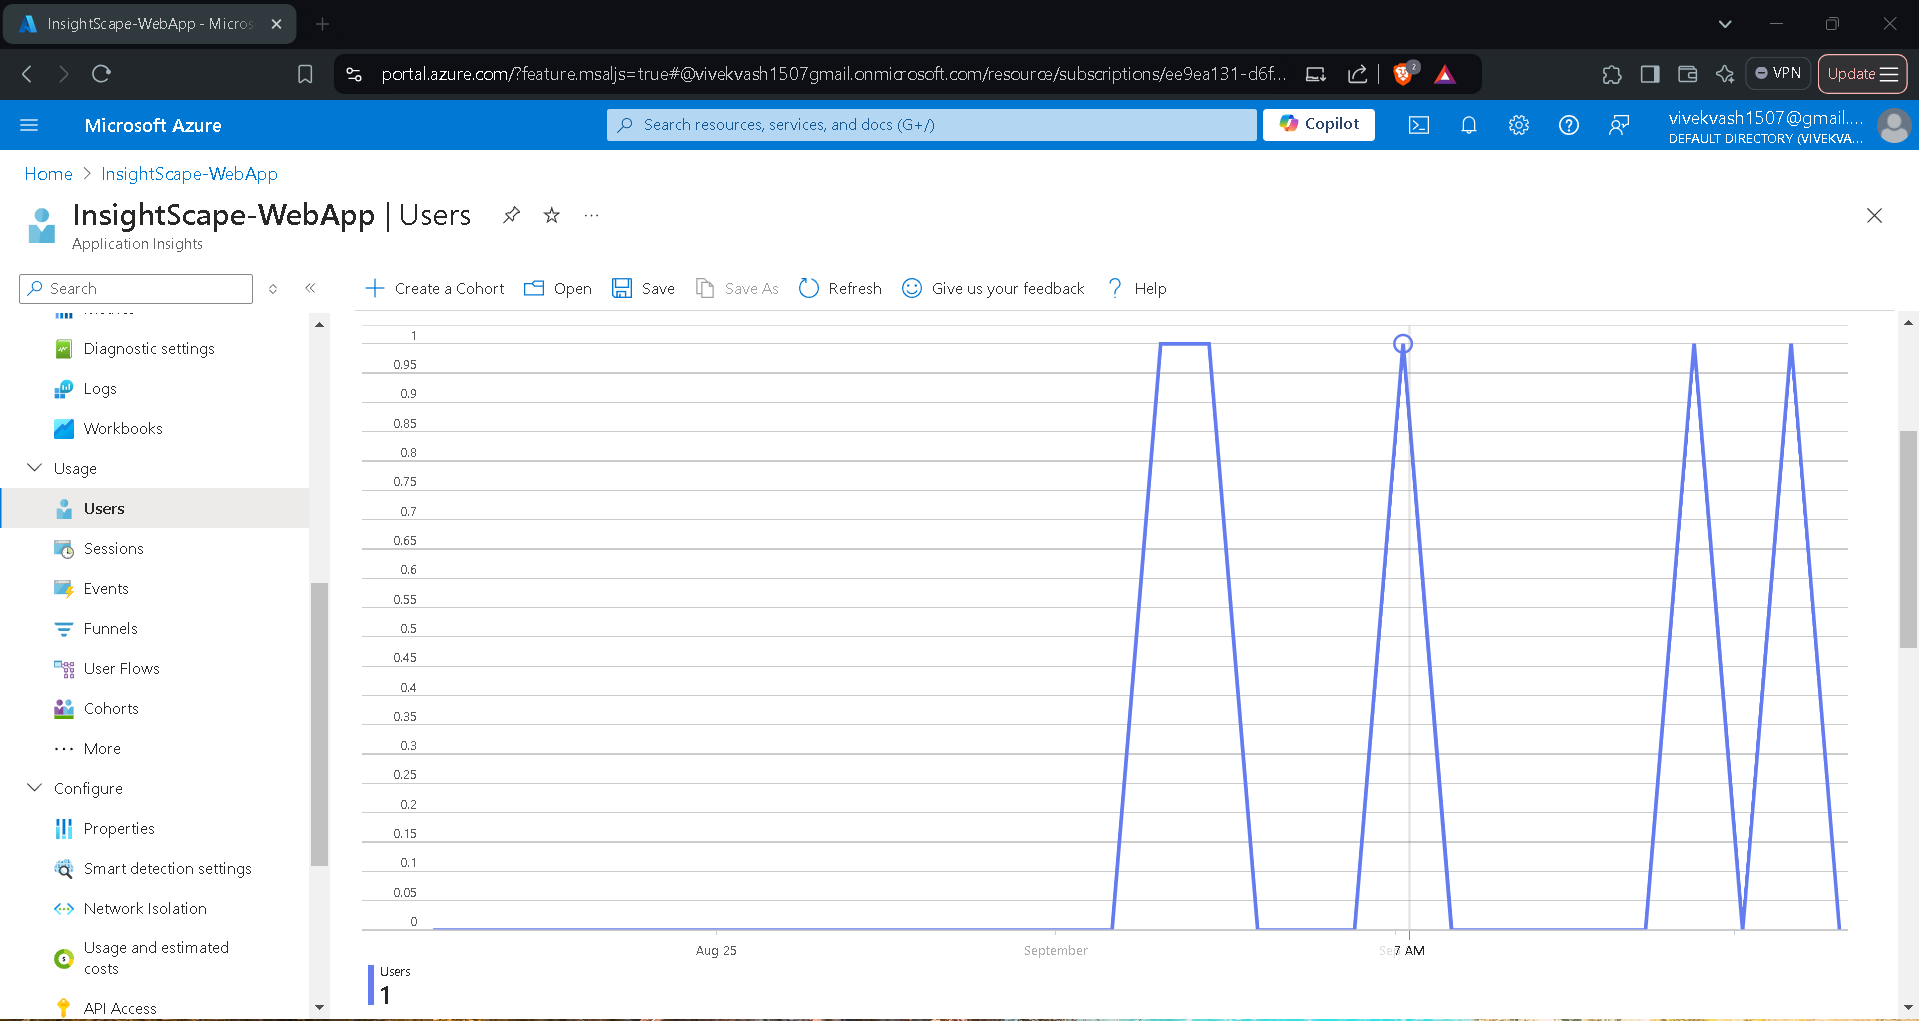 InsightScape-WebApp - Micros
portal.azure.com/?feature.msaljs=true#@vivekvash1507gmail.onmicrosoft.com/resource/subscriptions/ee9ea131-d6f...
2
VPN
Update
Microsoft Azure
Search resources, services, and docs (G+/)
Copilot
vivekvash1507@gmail....
DEFAULT DIRECTORY (VIVEKVA...
Home > InsightScape-WebApp
InsightScape-WebApp | Users
Application Insights
Search
Create a Cohort
Open
Save
Save As
Refresh
Give us your feedback
Help
Diagnostic settings
Logs
Workbooks
Usage
Users
Sessions
Events
Funnels
User Flows
Cohorts
More
Configure
Properties
Smart detection settings
Network Isolation
Usage and estimated
costs
API Access
1
0.95
0.9
0.85
0.8
0.75
0.7
0.65
0.6
0.55
0.5
0.45
0.4
0.35
0.3
0.25
0.2
0.15
0.1
0.05
0
Aug 25
September
7 AM
Users
1